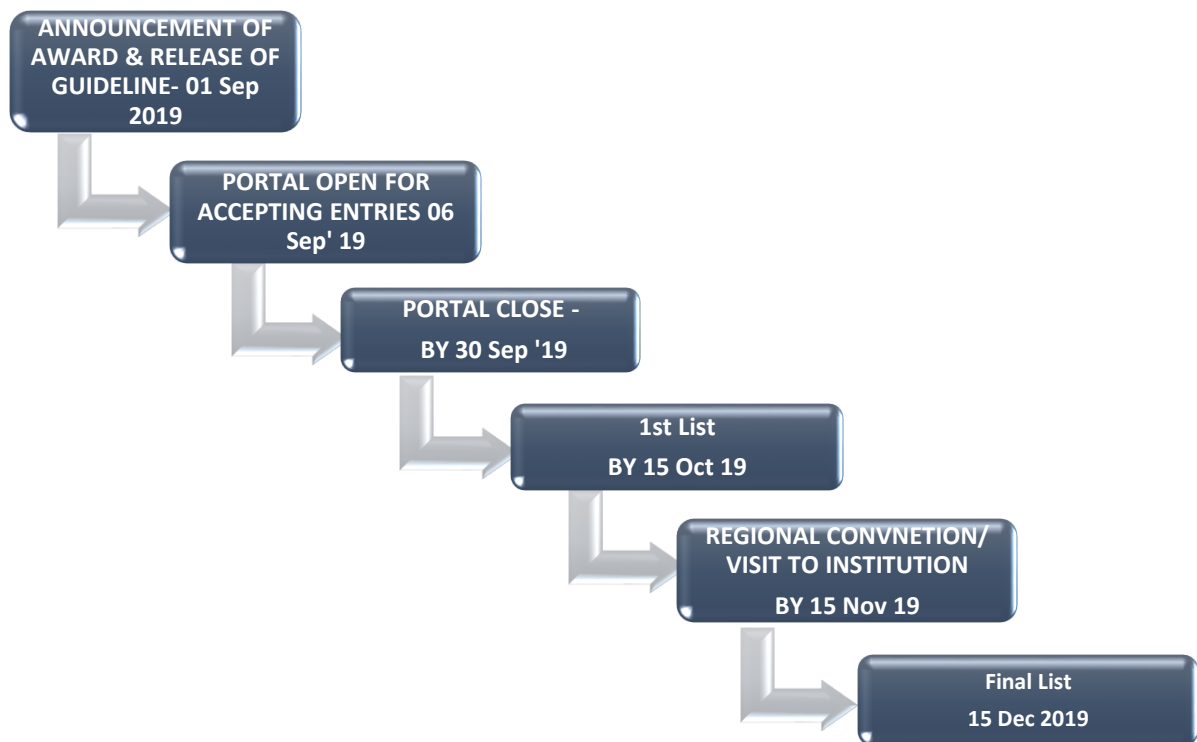 ANNOUNCEMENT OF
AWARD & RELEASE OF
GUIDELINE- 01 Sep
2019
PORTAL OPEN FOR
ACCEPTING ENTRIES 06
Sep' 19
PORTAL CLOSE -
BY 30 Sep '19
1st List
BY 15 Oct 19
REGIONAL CONVNETION/
VISIT TO INSTITUTION
BY 15 Nov 19
Final List
15 Dec 2019